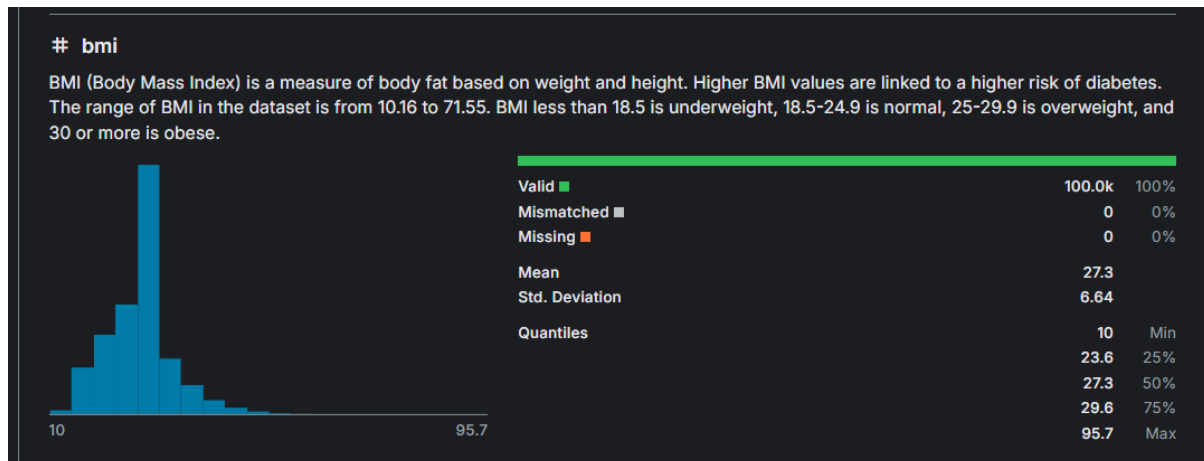 # bmi
BMI (Body Mass Index) is a measure of body fat based on weight and height. Higher BMI values are linked to a higher risk of diabetes.
The range of BMI in the dataset is from 10.16 to 71.55. BMI less than 18.5 is underweight, 18.5-24.9 is normal, 25-29.9 is overweight, and
30 or more is obese.
Valid 100.0k 100%
Mismatched 0 0%
Missing 0 0%
Mean 27.3
Std. Deviation 6.64
Quantiles 10 Min
23.6 25%
27.3 50%
29.6 75%
95.7 Max
10 95.7